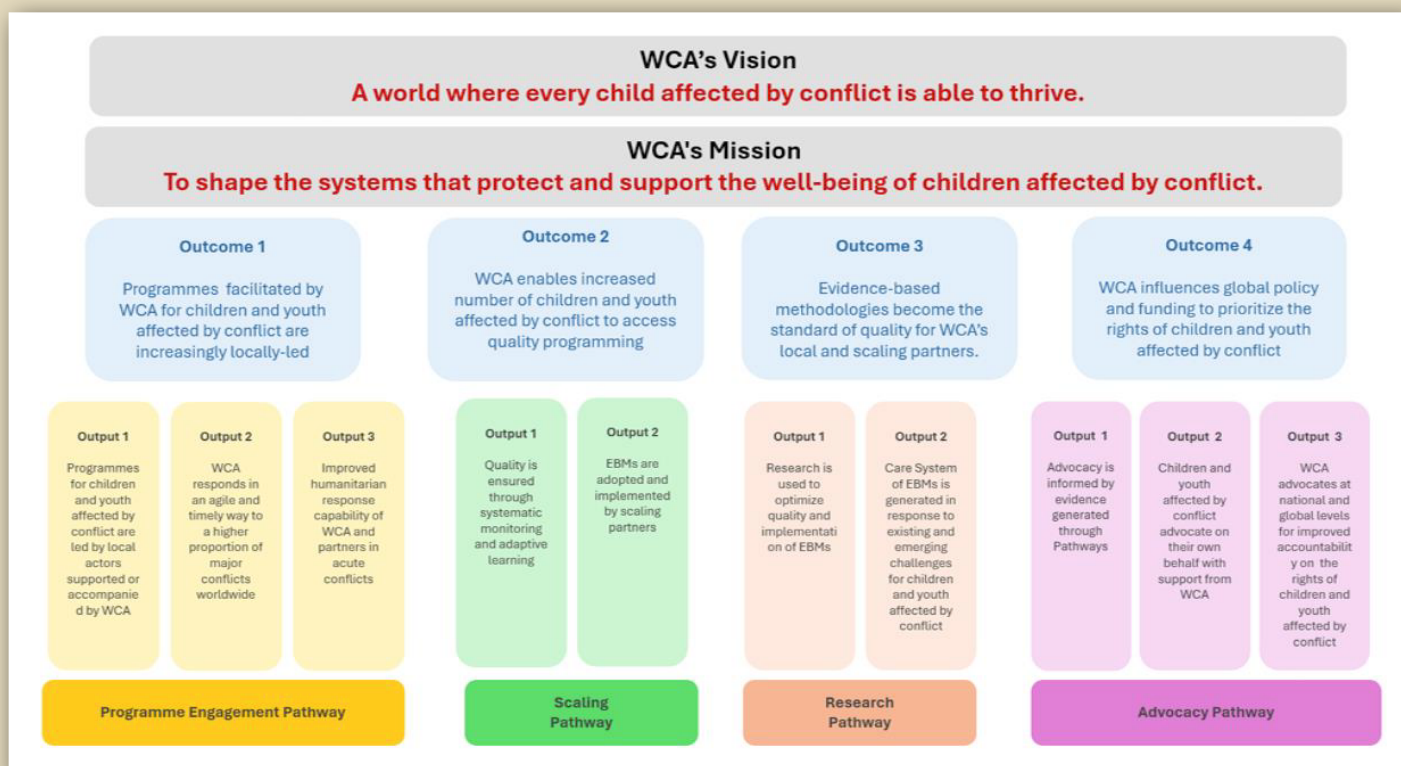 WCA's Vision
A world where every child affected by conflict is able to thrive.
WCA's Mission
To shape the systems that protect and support the well-being of children affected by conflict.
Outcome 1
Programmes facilitated by
WCA for children and youth
affected by conflict are
increasingly locally-led
Outcome 2
WCA enables increased
number of children and youth
affected by conflict to access
quality programming
Outcome 3
Evidence-based
methodologies become the
standard of quality for WCA's
local and scaling partners.
Outcome 4
WCA influences global policy
and funding to prioritize the
rights of children and youth
affected by conflict
Output 1
Programmes
for children
and youth
affected by
conflict are
led by local
actors
supported or
accompanie
d by WCA
Output 2
WCA
responds in
an agile and
timely way to
a higher
proportion of
major
conflicts
worldwide
Output 3
Improved
humanitarian
response
capability of
WCA and
partners in
acute
conflicts
Output 1
Quality is
ensured
through
systematic
monitoring
and adaptive
learning
Output 2
EBMs are
adopted and
implemented
by scaling
partners
Output 1
Research is
used to
optimize
quality and
implementati
on of EBMs
Output 2
Care System
of EBMs is
generated in
response to
existing and
emerging
challenges
for children
and youth
affected by
conflict
Output 1
Advocacy is
informed by
evidence
generated
through
Pathways
Output 2
Children and
youth
affected by
conflict
advocate on
their own
behalf with
support from
WCA
Output 3
WCA
advocates at
national and
global levels
for improved
accountabilit
y on the
rights of
children and
youth
affected by
conflict
Programme Engagement Pathway
Scaling
Pathway
Research
Pathway
Advocacy Pathway